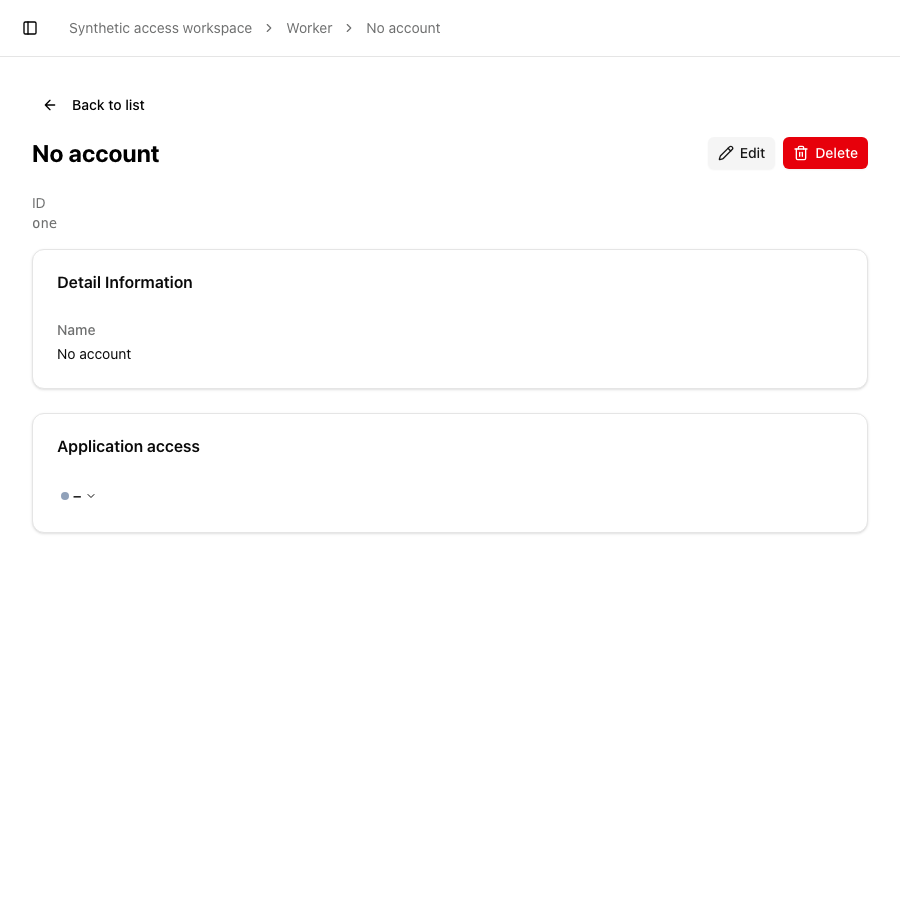 Synthetic access workspace > Worker > No account
Back to list
No account
Edit
Delete
ID
one
Detail Information
Name
No account
Application access
–